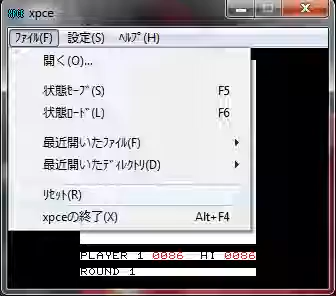 xpce
ﾌｧｲﾙ(F) 設定(S) ﾍﾙﾌﾟ(H)
開く(O)...
状態ｾｰﾌﾞ(S) F5
状態ﾛｰﾄﾞ(L) F6
最近開いたﾌｧｲﾙ(F)
最近開いたﾃﾞｨﾚｸﾄﾘ(D)
ﾘｾｯﾄ(R)
xpceの終了(X) Alt+F4
PLAYER 1 0086 HI 0086
ROUND 1